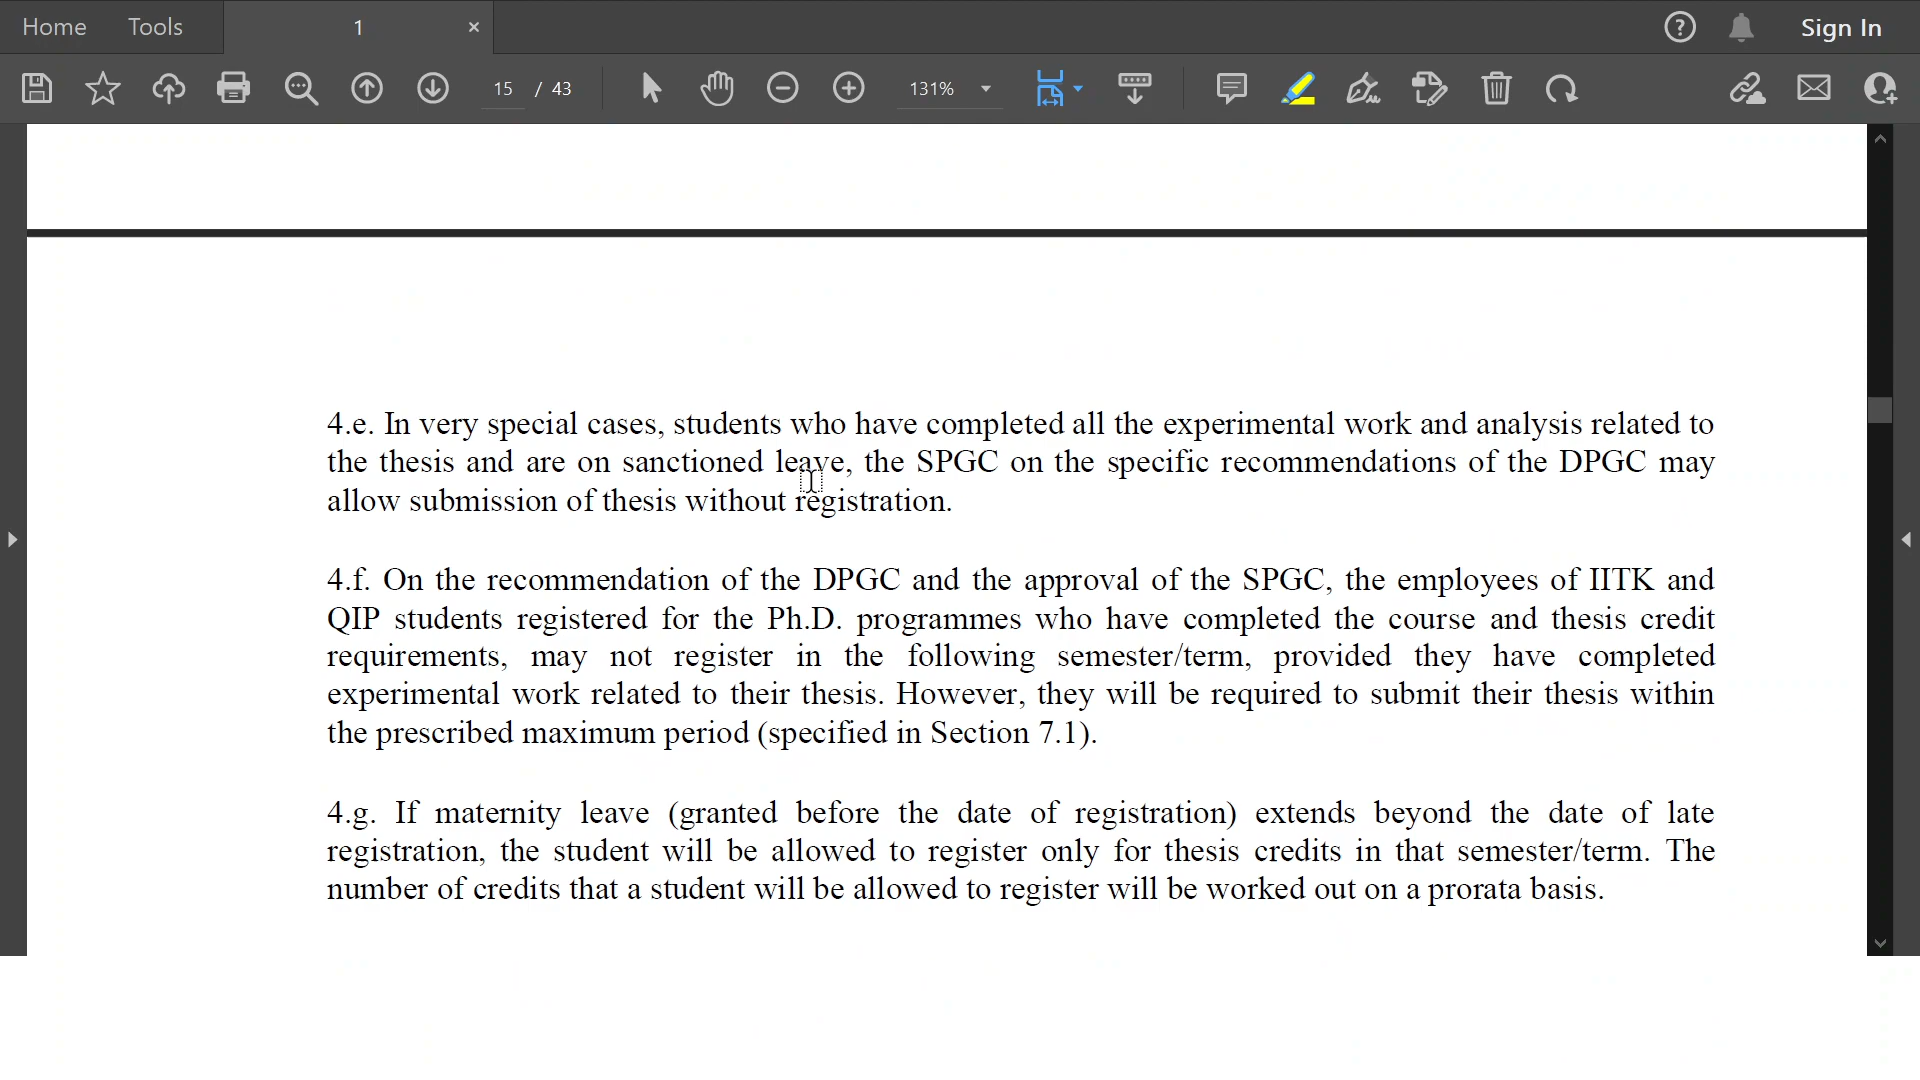 Home Tools 1 × Sign In
15 / 43 131%
4.e. In very special cases, students who have completed all the experimental work and analysis related to
the thesis and are on sanctioned leave, the SPGC on the specific recommendations of the DPGC may
allow submission of thesis without registration.
4.f. On the recommendation of the DPGC and the approval of the SPGC, the employees of IITK and
QIP students registered for the Ph.D. programmes who have completed the course and thesis credit
requirements, may not register in the following semester/term, provided they have completed
experimental work related to their thesis. However, they will be required to submit their thesis within
the prescribed maximum period (specified in Section 7.1).
4.g. If maternity leave (granted before the date of registration) extends beyond the date of late
registration, the student will be allowed to register only for thesis credits in that semester/term. The
number of credits that a student will be allowed to register will be worked out on a prorata basis.